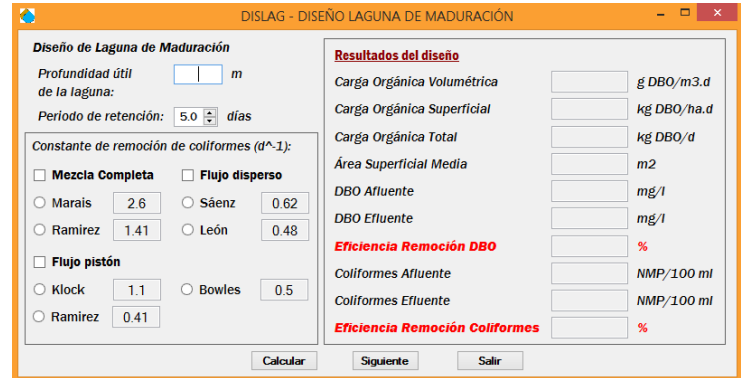 DISLAG - DISEÑO LAGUNA DE MADURACIÓN
Diseño de Laguna de Maduración
Profundidad útil m
de la laguna:
Periodo de retención: 5.0 días
Constante de remoción de coliformes (d^-1):
Mezcla Completa Flujo disperso
Marais 2.6 Sáenz 0.62
Ramirez 1.41 León 0.48
Flujo pistón
Klock 1.1 Bowles 0.5
Ramirez 0.41
Resultados del diseño
Carga Orgánica Volumétrica g DBO/m3.d
Carga Orgánica Superficial kg DBO/ha.d
Carga Orgánica Total kg DBO/d
Área Superficial Media m2
DBO Afluente mg/l
DBO Efluente mg/l
Eficiencia Remoción DBO %
Coliformes Afluente NMP/100 ml
Coliformes Efluente NMP/100 ml
Eficiencia Remoción Coliformes %
Calcular Siguiente Salir